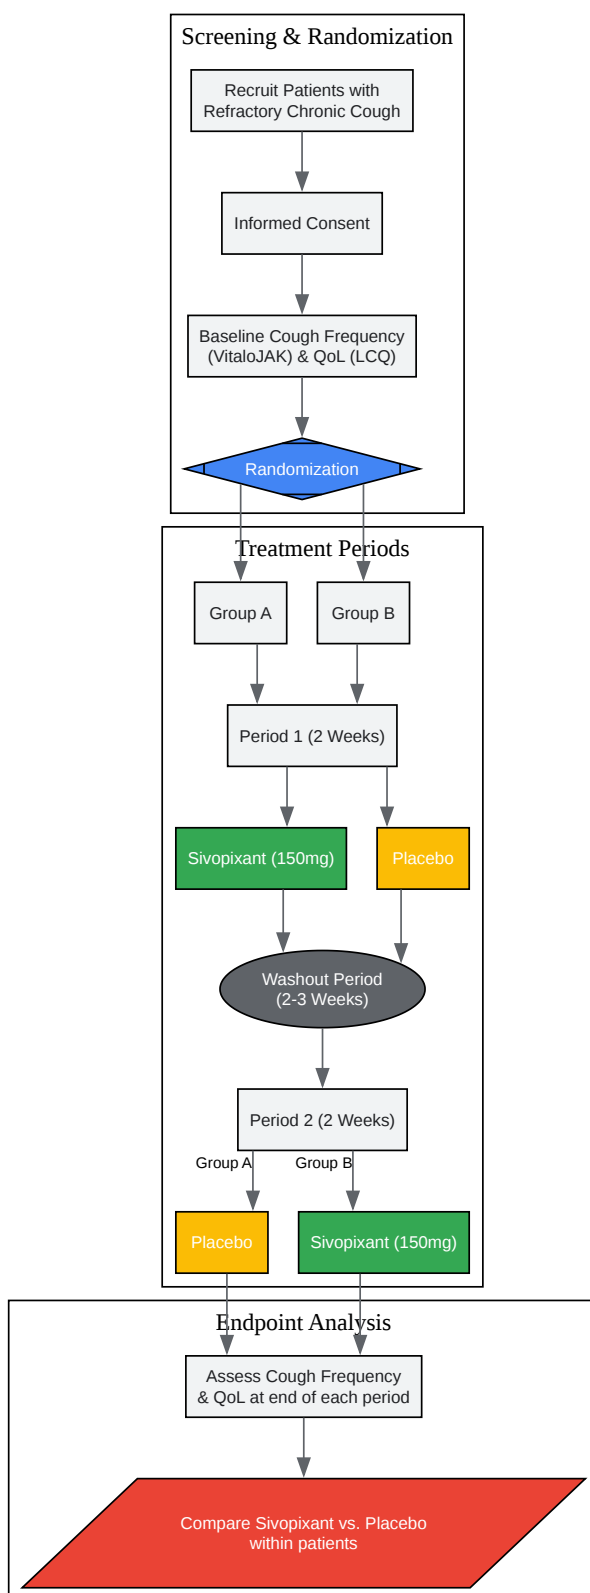 Screening & Randomization
Recruit Patients with
Refractory Chronic Cough
Informed Consent
Baseline Cough Frequency
(VitaloJAK) & QoL (LCQ)
Randomization
Treatment Periods
Group A
Group B
Period 1 (2 Weeks)
Sivopixant (150mg)
Placebo
Washout Period
(2-3 Weeks)
Period 2 (2 Weeks)
Group A
Group B
Placebo
Sivopixant (150mg)
Endpoint Analysis
Assess Cough Frequency
& QoL at end of each period
Compare Sivopixant vs. Placebo
within patients